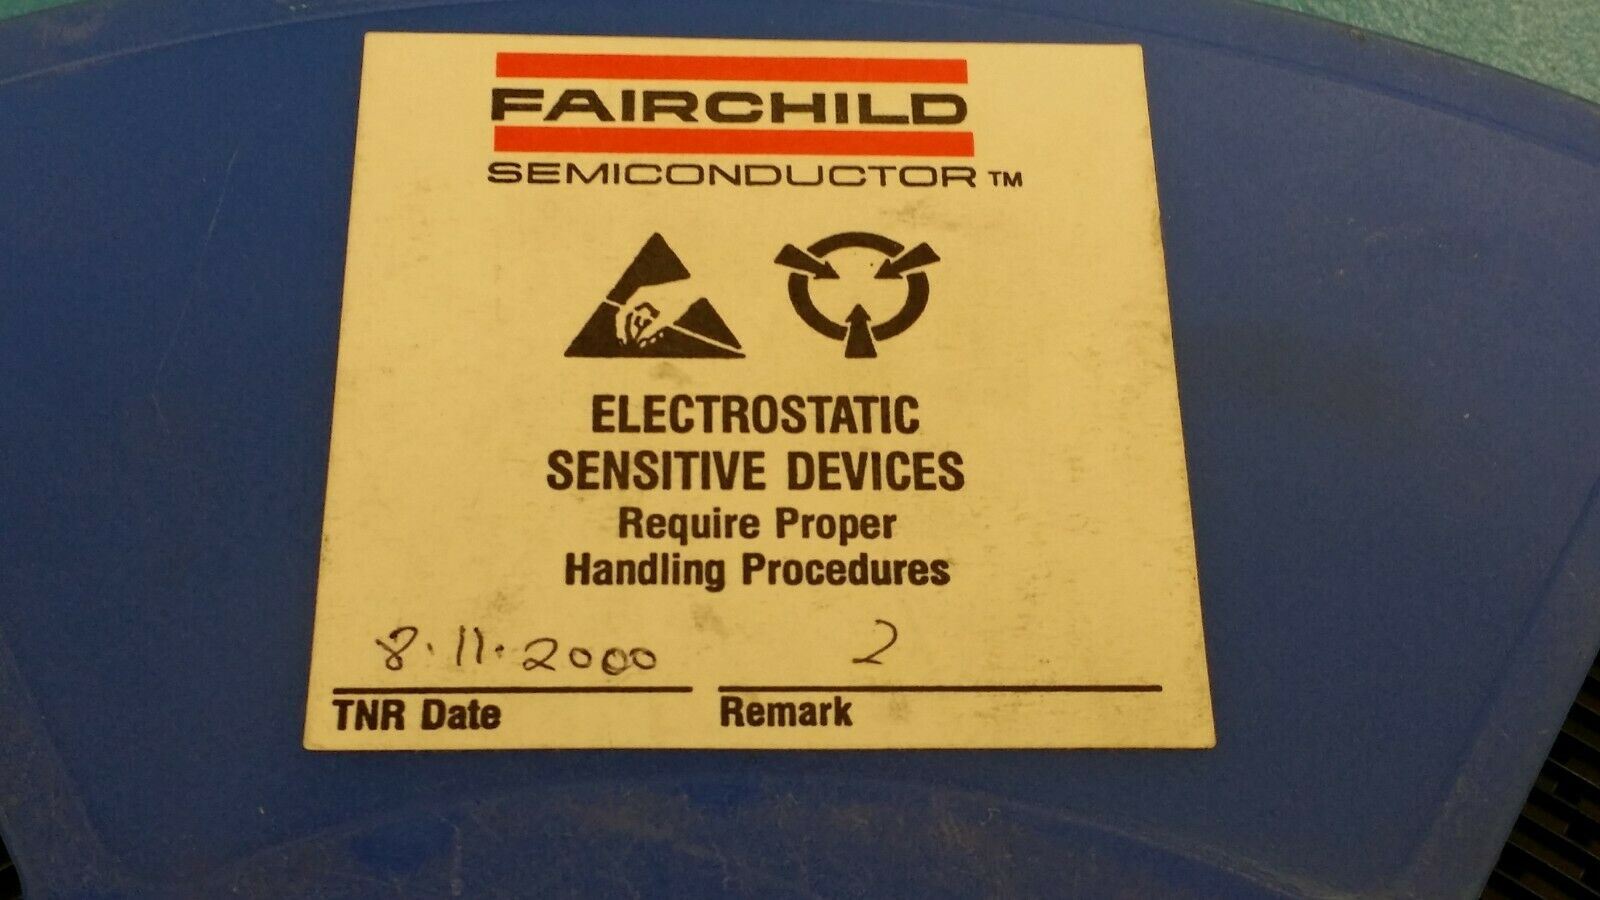 FAIRCHILD
SEMICONDUCTOR ™
ELECTROSTATIC
SENSITIVE DEVICES
Require Proper
Handling Procedures
8.11.2000 2
TNR Date Remark